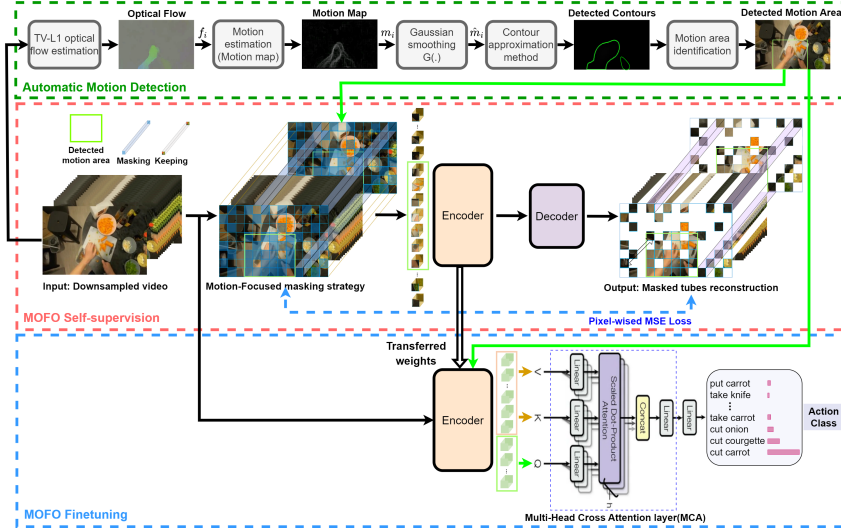 Optical Flow
Motion Map
Detected Contours
Detected Motion Area
TV-L1 optical
flow estimation
f_i
Motion
estimation
(Motion map)
m_i
Gaussian
smoothing
G(.)
m̂_i
Contour
approximation
method
Motion area
identification
Automatic Motion Detection
Detected
motion area
Masking
Keeping
Encoder
Decoder
Input: Downsampled video
Motion-Focused masking strategy
Output: Masked tubes reconstruction
MOFO Self-supervision
Pixel-wised MSE Loss
Transferred
weights
Encoder
V
K
Q
Linear
Linear
Linear
Scaled Dot-Product
Attention
h
Concat
Linear
Linear
put carrot
take knife
⋮
take carrot
cut onion
cut courgette
cut carrot
Action
Class
MOFO Finetuning
Multi-Head Cross Attention layer(MCA)